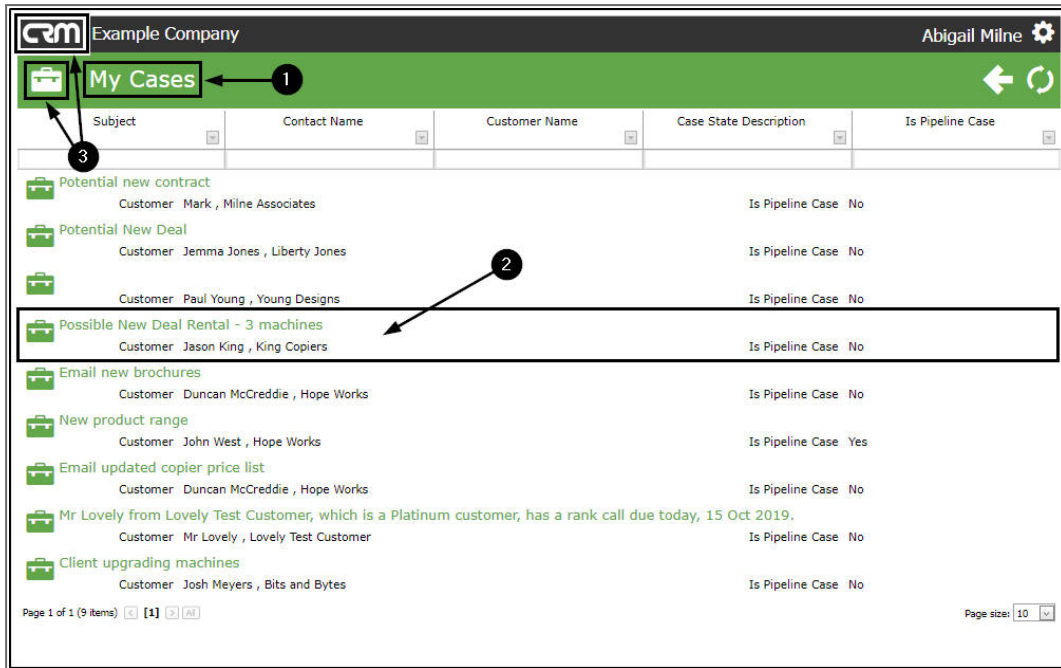 CRM Example Company Abigail Milne
My Cases 1
Subject Contact Name Customer Name Case State Description Is Pipeline Case
3
Potential new contract
Customer Mark , Milne Associates Is Pipeline Case No
Potential New Deal
Customer Jemma Jones , Liberty Jones Is Pipeline Case No
2
Customer Paul Young , Young Designs Is Pipeline Case No
Possible New Deal Rental - 3 machines
Customer Jason King , King Copiers Is Pipeline Case No
Email new brochures
Customer Duncan McCreddie , Hope Works Is Pipeline Case No
New product range
Customer John West , Hope Works Is Pipeline Case Yes
Email updated copier price list
Customer Duncan McCreddie , Hope Works Is Pipeline Case No
Mr Lovely from Lovely Test Customer, which is a Platinum customer, has a rank call due today, 15 Oct 2019.
Customer Mr Lovely , Lovely Test Customer Is Pipeline Case No
Client upgrading machines
Customer Josh Meyers , Bits and Bytes Is Pipeline Case No
Page 1 of 1 (9 items) < [1] > All Page size: 10